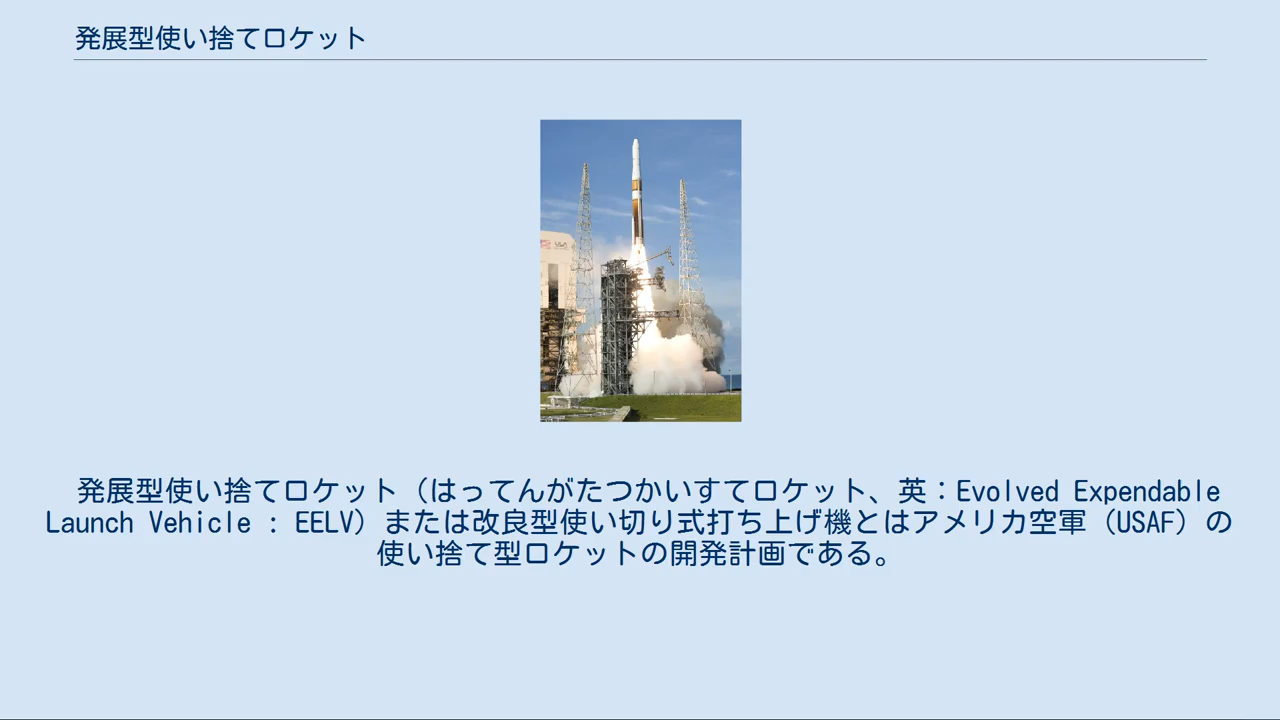 発展型使い捨てロケット
発展型使い捨てロケット（はってんがたつかいすてロケット、英：Evolved Expendable
Launch Vehicle : EELV）または改良型使い切り式打ち上げ機とはアメリカ空軍（USAF）の
使い捨て型ロケットの開発計画である。